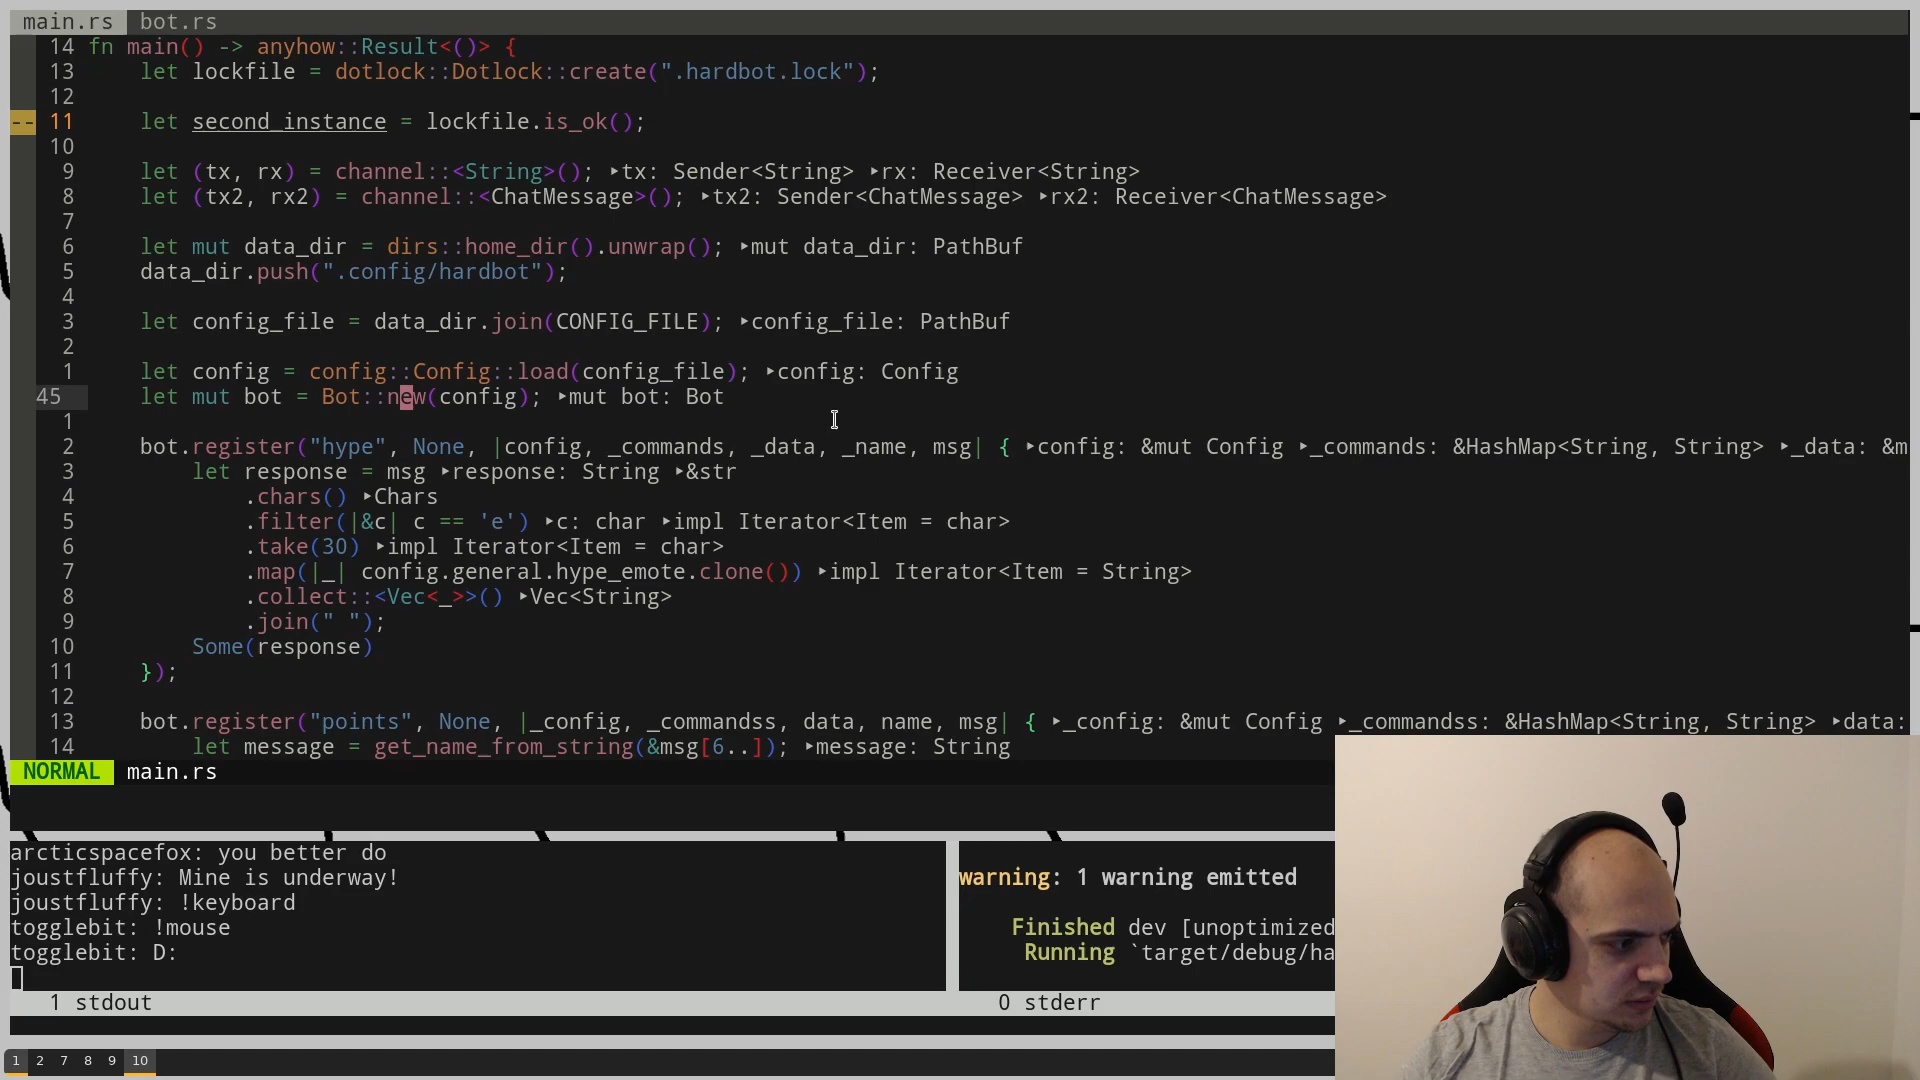 main.rs  bot.rs
14 fn main() -> anyhow::Result<()> {
13     let lockfile = dotlock::Dotlock::create(".hardbot.lock");
12
-- 11     let second_instance = lockfile.is_ok();
10
9     let (tx, rx) = channel::<String>(); ‣tx: Sender<String> ‣rx: Receiver<String>
8     let (tx2, rx2) = channel::<ChatMessage>(); ‣tx2: Sender<ChatMessage> ‣rx2: Receiver<ChatMessage>
7
6     let mut data_dir = dirs::home_dir().unwrap(); ‣mut data_dir: PathBuf
5     data_dir.push(".config/hardbot");
4
3     let config_file = data_dir.join(CONFIG_FILE); ‣config_file: PathBuf
2
1     let config = config::Config::load(config_file); ‣config: Config
45     let mut bot = Bot::new(config); ‣mut bot: Bot
1
2     bot.register("hype", None, |config, _commands, _data, _name, msg| { ‣config: &mut Config ‣_commands: &HashMap<String, String> ‣_data: &m
3         let response = msg ‣response: String ‣&str
4             .chars() ‣Chars
5             .filter(|&c| c == 'e') ‣c: char ‣impl Iterator<Item = char>
6             .take(30) ‣impl Iterator<Item = char>
7             .map(|_| config.general.hype_emote.clone()) ‣impl Iterator<Item = String>
8             .collect::<Vec<_>>() ‣Vec<String>
9             .join(" ");
10         Some(response)
11     });
12
13     bot.register("points", None, |_config, _commandss, data, name, msg| { ‣_config: &mut Config ‣_commandss: &HashMap<String, String> ‣data:
14         let message = get_name_from_string(&msg[6..]); ‣message: String
NORMAL  main.rs
arcticspacefox: you better do
joustfluffy: Mine is underway!
joustfluffy: !keyboard
togglebit: !mouse
togglebit: D:
1 stdout
warning: 1 warning emitted
Finished dev [unoptimized
Running `target/debug/ha
0 stderr
1 2 7 8 9 10